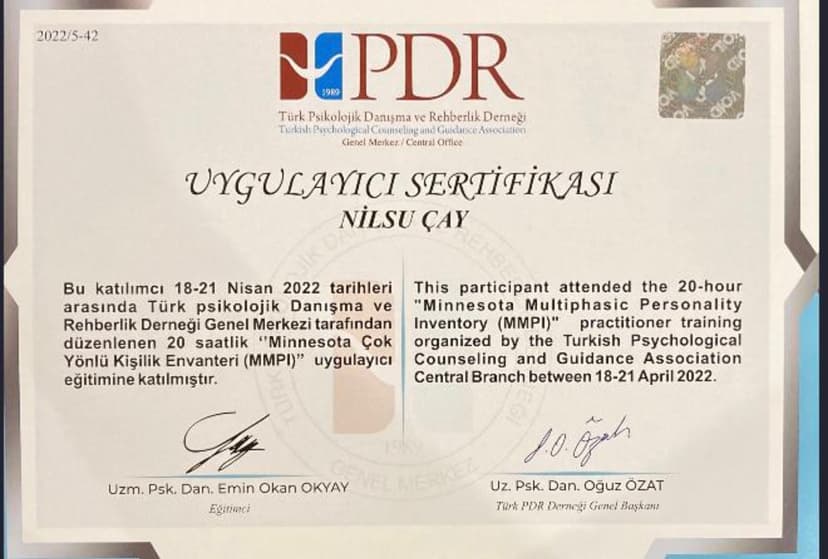 2022/5-42
PDR
1989
Türk Psikolojik Danışma ve Rehberlik Derneği
Turkish Psychological Counseling and Guidance Association
Genel Merkez / Central Office
UYGULAYICI SERTİFİKASI
NİLSU ÇAY
Bu katılımcı 18-21 Nisan 2022 tarihleri
arasında Türk psikolojik Danışma ve
Rehberlik Derneği Genel Merkezi tarafından
düzenlenen 20 saatlik ‘’Minnesota Çok
Yönlü Kişilik Envanteri (MMPI)’’ uygulayıcı
eğitimine katılmıştır.
This participant attended the 20-hour
"Minnesota Multiphasic Personality
Inventory (MMPI)" practitioner training
organized by the Turkish Psychological
Counseling and Guidance Association
Central Branch between 18-21 April 2022.
Uzm. Psk. Dan. Emin Okan OKYAY
Eğitimci
Uz. Psk. Dan. Oğuz ÖZAT
Türk PDR Derneği Genel Başkanı
1989
GENEL MERKEZ
VOID